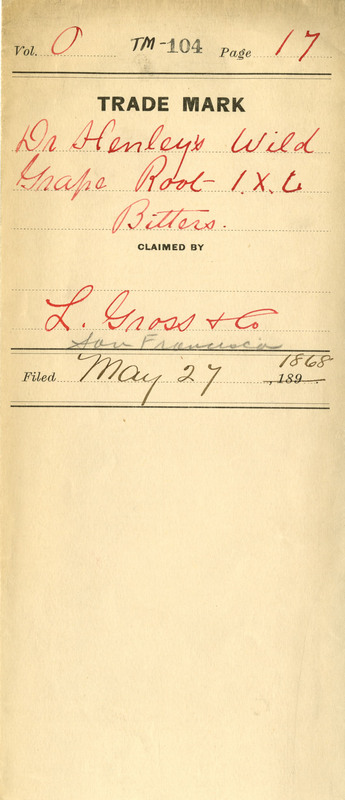 Vol. O TM-104 Page 17
TRADE MARK
Dr Henley's Wild
Grape Root I.X.L
Bitters.
CLAIMED BY
L. Gross & Co
San Francisco
Filed May 27 1868, 189